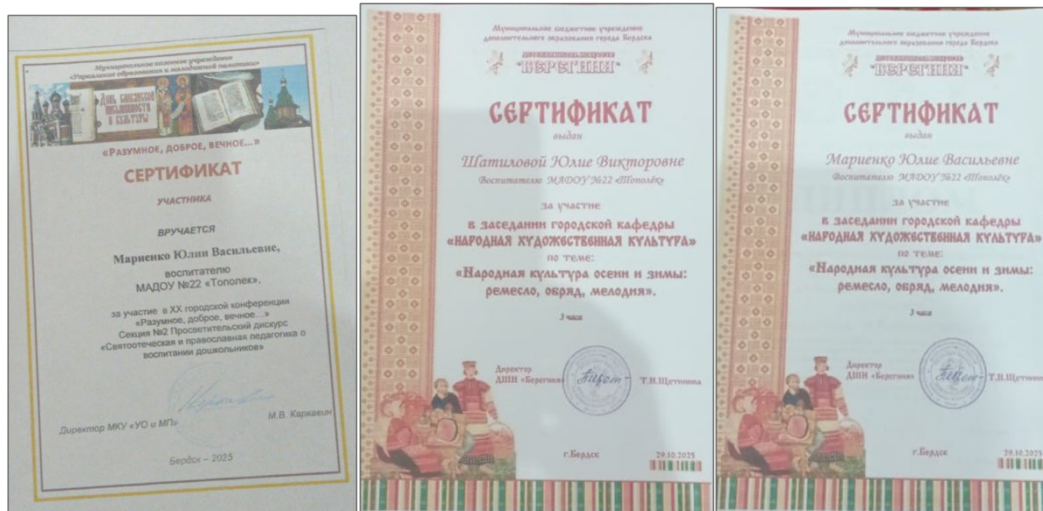 Муниципальное казенное учреждение
«Управление образования и молодежной политики»
День славянской
письменности
и культуры
«Разумное, доброе, вечное...»
СЕРТИФИКАТ
УЧАСТНИКА
ВРУЧАЕТСЯ
Мариенко Юлии Васильевне,
воспитателю
МАДОУ №22 «Тополек»,
за участие в XX городской конференции
«Разумное, доброе, вечное...»
Секция №2 Просветительский дискурс
«Святоотеческая и православная педагогика о
воспитании дошкольников»
Директор МКУ «УО и МП»
М.В. Каркавин
Бердск – 2025
Муниципальное бюджетное учреждение
дополнительного образования города Бердска
"БЕРЕГИНЯ"
СЕРТИФИКАТ
выдан
Шатиловой Юлие Викторовне
Воспитателю МАДОУ №22 «Тополёк»
за участие
в заседании городской кафедры
«НАРОДНАЯ ХУДОЖЕСТВЕННАЯ КУЛЬТУРА»
по теме:
«Народная культура осени и зимы:
ремесло, обряд, мелодия».
3 часа
Директор
ДШИ «Берегиня»
Т.И.Щетинина
г.Бердск
29.10.2025
Муниципальное бюджетное учреждение
дополнительного образования города Бердска
"БЕРЕГИНЯ"
СЕРТИФИКАТ
выдан
Мариенко Юлие Васильевне
Воспитателю МАДОУ №22 «Тополёк»
за участие
в заседании городской кафедры
«НАРОДНАЯ ХУДОЖЕСТВЕННАЯ КУЛЬТУРА»
по теме:
«Народная культура осени и зимы:
ремесло, обряд, мелодия».
3 часа
Директор
ДШИ «Берегиня»
Т.И.Щетинина
г.Бердск
29.10.2025